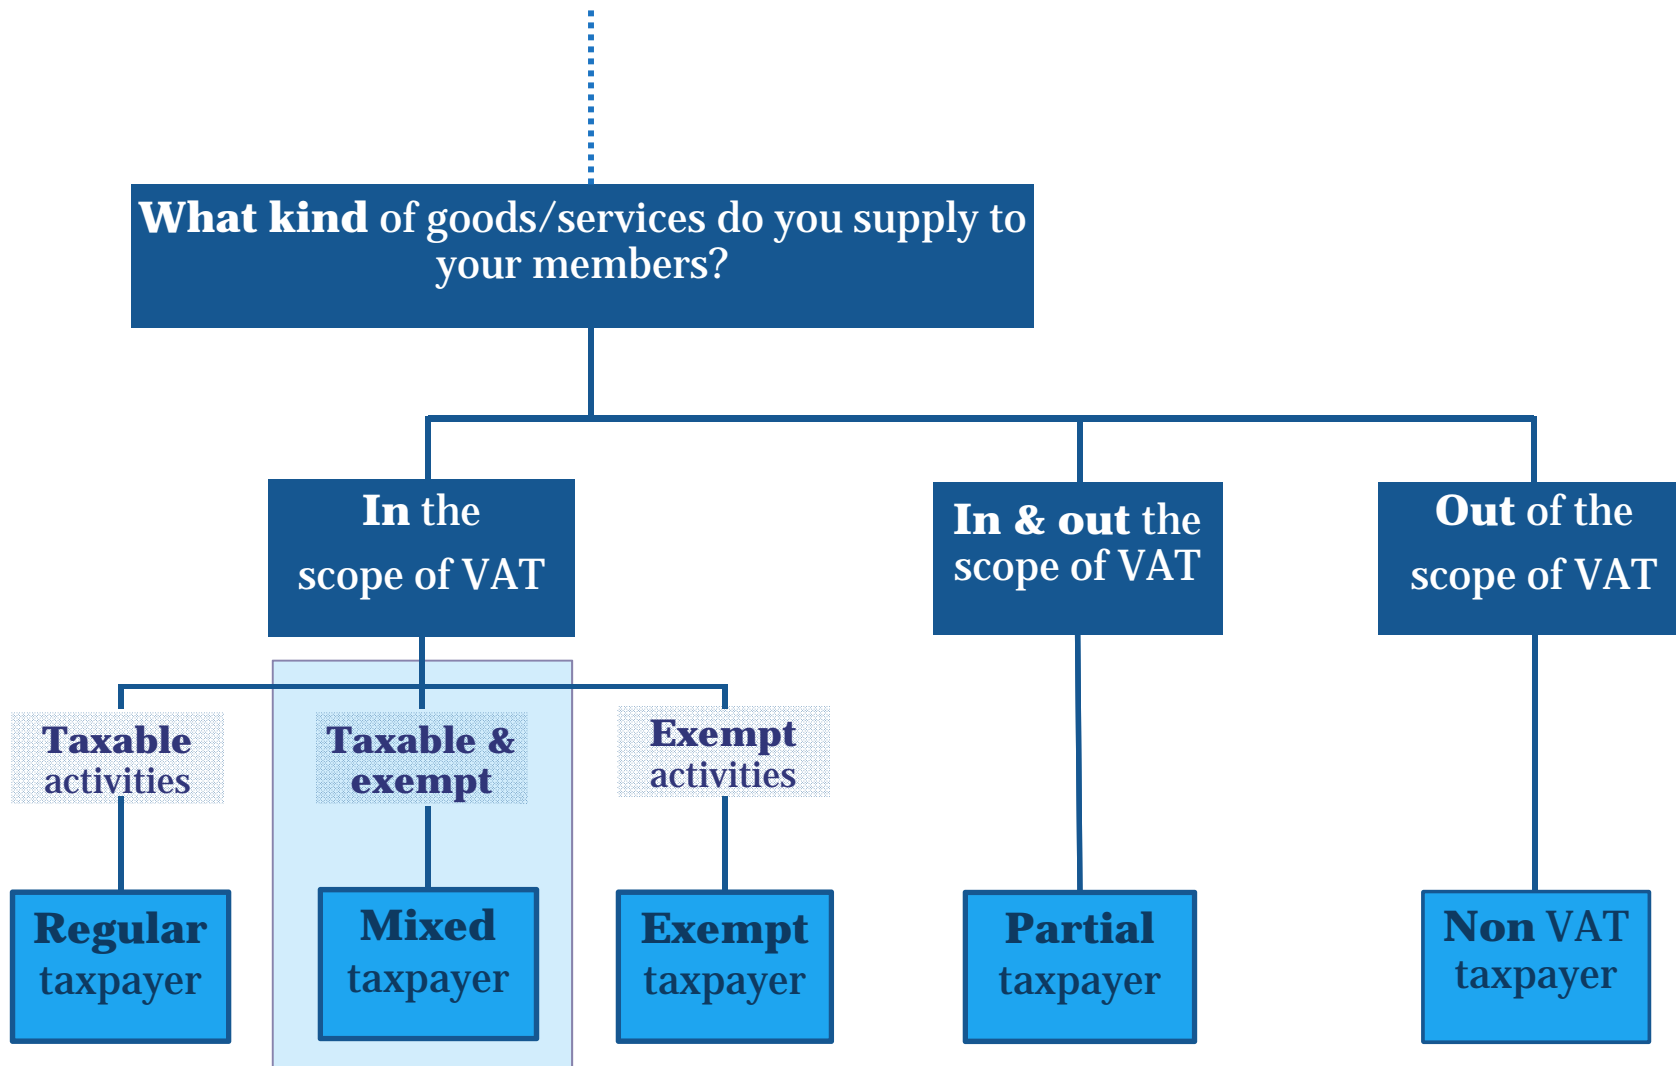 What kind of goods/services do you supply to
your members?
In the
scope of VAT
In & out the
scope of VAT
Out of the
scope of VAT
Taxable
activities
Taxable &
exempt
Exempt
activities
Regular
taxpayer
Mixed
taxpayer
Exempt
taxpayer
Partial
taxpayer
Non VAT
taxpayer